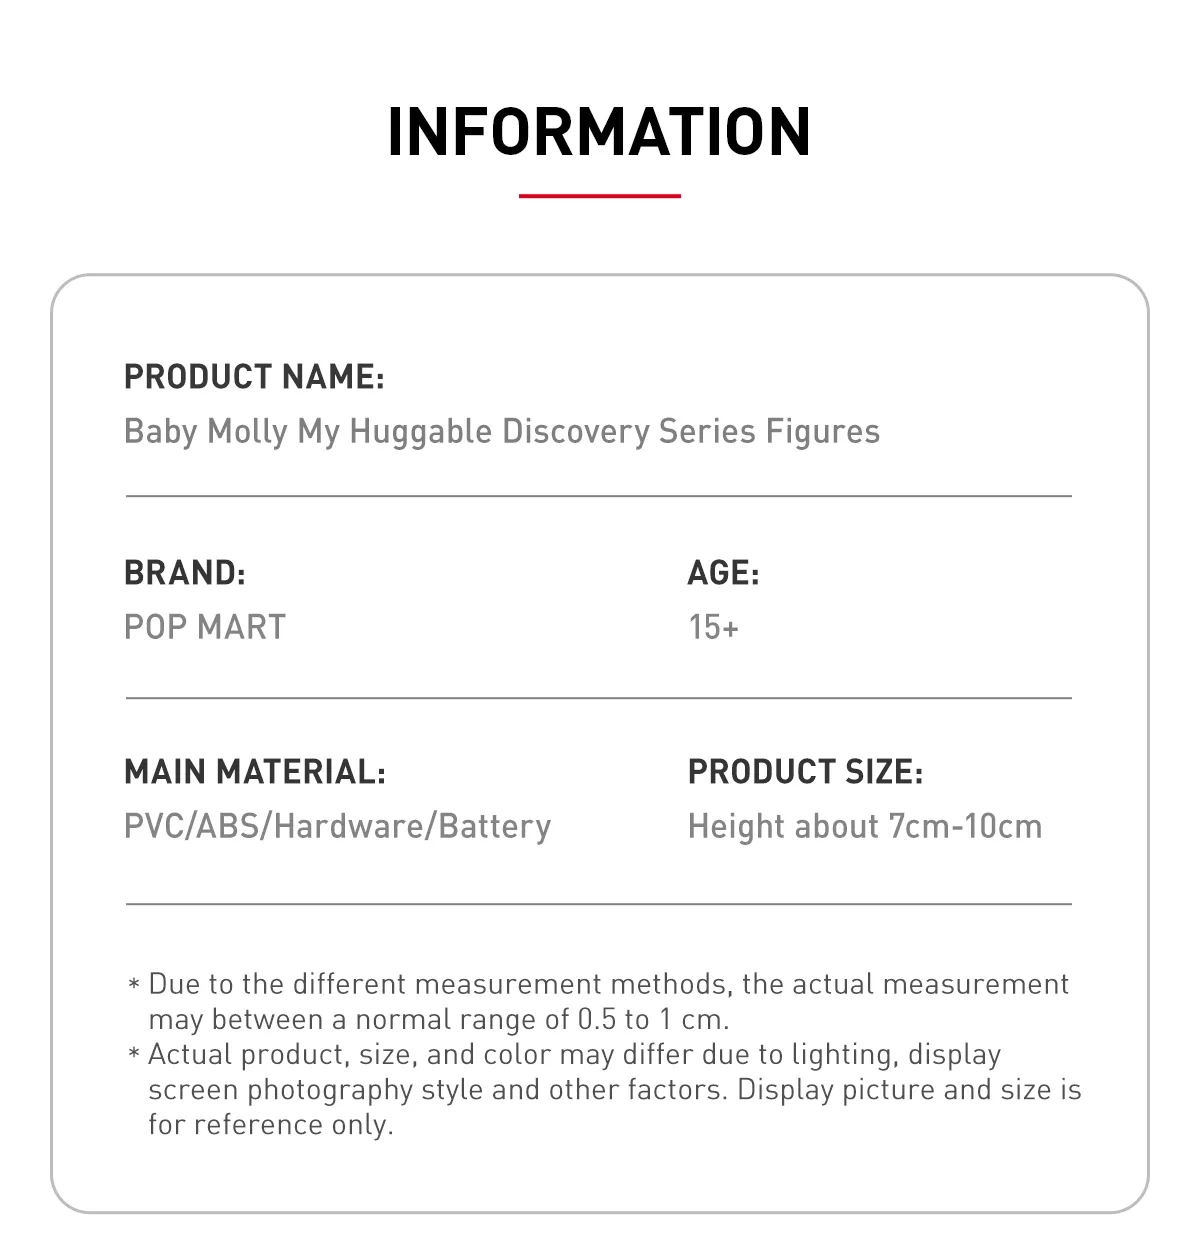 INFORMATION
PRODUCT NAME:
Baby Molly My Huggable Discovery Series Figures
BRAND:
POP MART
AGE:
15+
MAIN MATERIAL:
PVC/ABS/Hardware/Battery
PRODUCT SIZE:
Height about 7cm-10cm
* Due to the different measurement methods, the actual measurement
may between a normal range of 0.5 to 1 cm.
* Actual product, size, and color may differ due to lighting, display
screen photography style and other factors. Display picture and size is
for reference only.